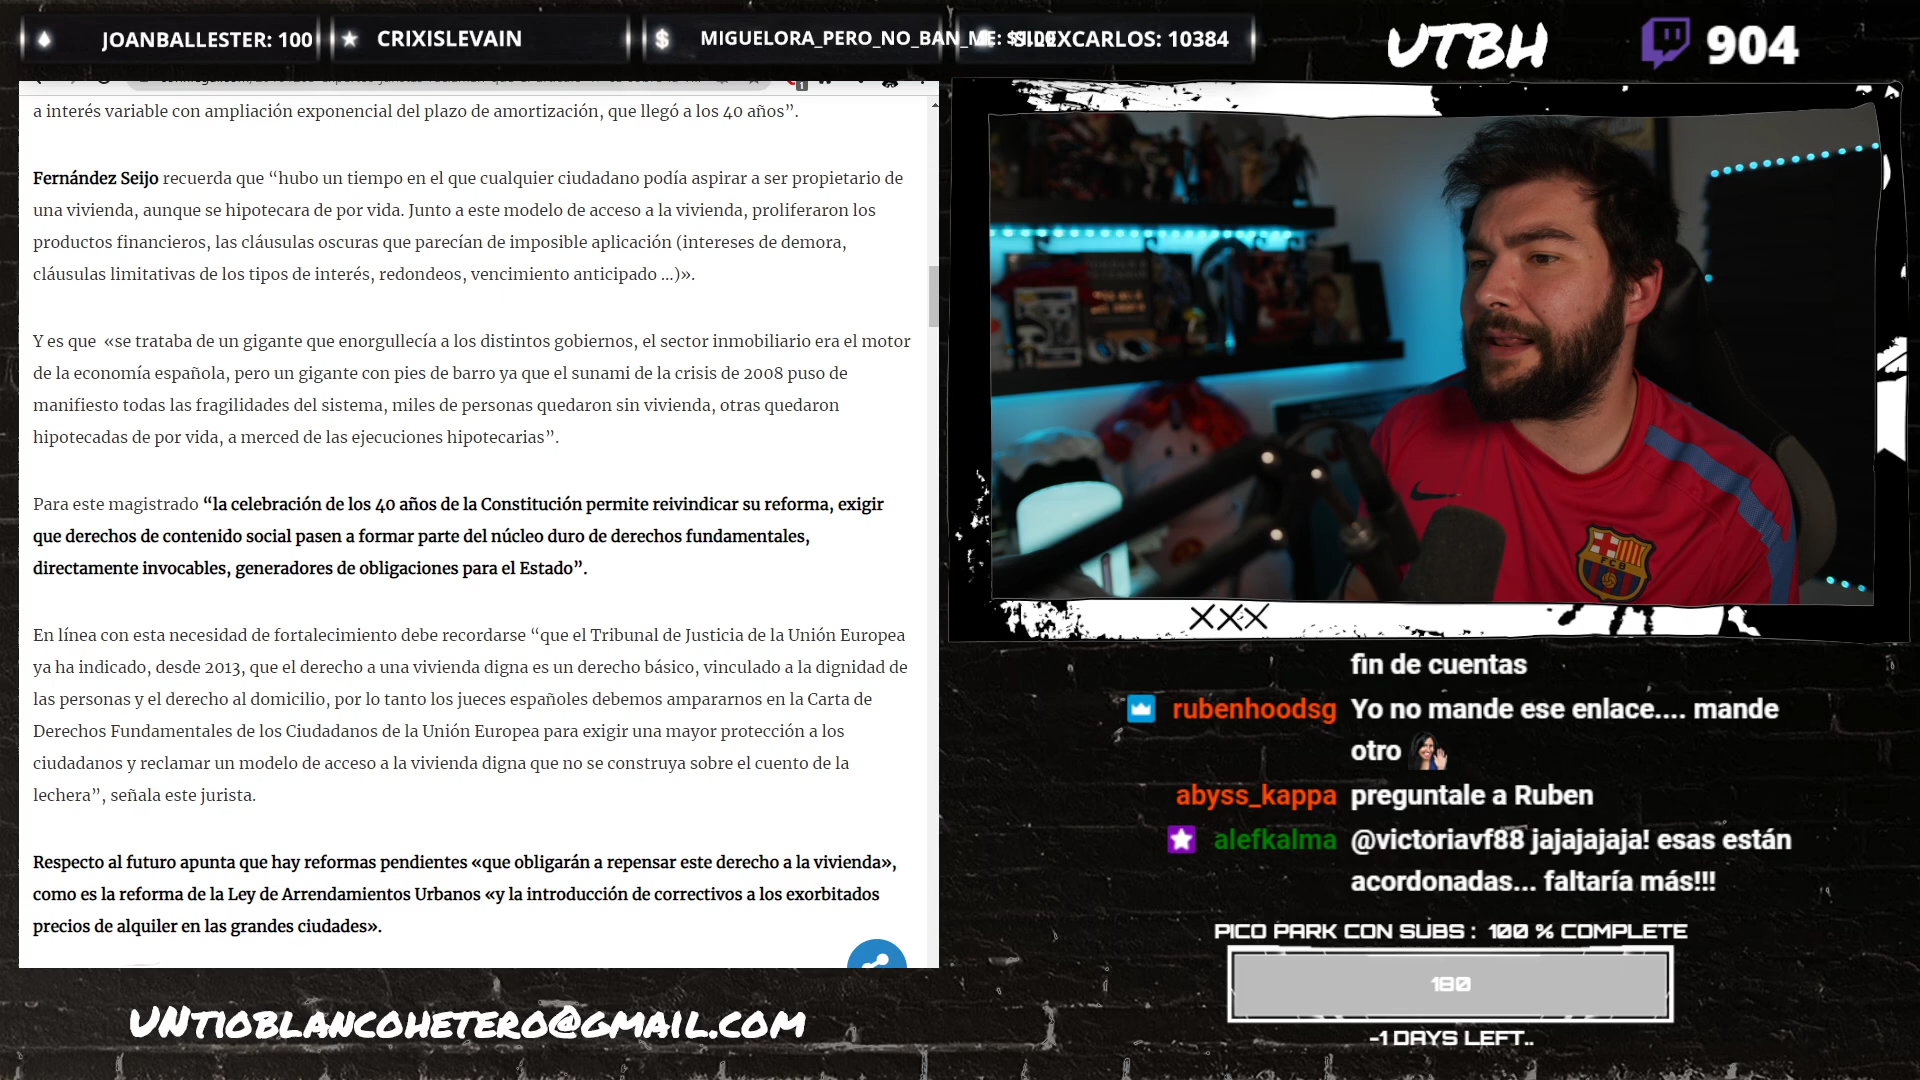 JOANBALLESTER: 100
CRIXISLEVAIN
$ MIGUELORA_PERO_NO_BAN_ME:
CARLOS: 10384
UTBH
904
a interés variable con ampliación exponencial del plazo de amortización, que llegó a los 40 años”.
Fernández Seijo recuerda que “hubo un tiempo en el que cualquier ciudadano podía aspirar a ser propietario de
una vivienda, aunque se hipotecara de por vida. Junto a este modelo de acceso a la vivienda, proliferaron los
productos financieros, las cláusulas oscuras que parecían de imposible aplicación (intereses de demora,
cláusulas limitativas de los tipos de interés, redondeos, vencimiento anticipado ...)».
Y es que «se trataba de un gigante que enorgullecía a los distintos gobiernos, el sector inmobiliario era el motor
de la economía española, pero un gigante con pies de barro ya que el sunami de la crisis de 2008 puso de
manifiesto todas las fragilidades del sistema, miles de personas quedaron sin vivienda, otras quedaron
hipotecadas de por vida, a merced de las ejecuciones hipotecarias”.
Para este magistrado “la celebración de los 40 años de la Constitución permite reivindicar su reforma, exigir
que derechos de contenido social pasen a formar parte del núcleo duro de derechos fundamentales,
directamente invocables, generadores de obligaciones para el Estado”.
En línea con esta necesidad de fortalecimiento debe recordarse “que el Tribunal de Justicia de la Unión Europea
ya ha indicado, desde 2013, que el derecho a una vivienda digna es un derecho básico, vinculado a la dignidad de
las personas y el derecho al domicilio, por lo tanto los jueces españoles debemos ampararnos en la Carta de
Derechos Fundamentales de los Ciudadanos de la Unión Europea para exigir una mayor protección a los
ciudadanos y reclamar un modelo de acceso a la vivienda digna que no se construya sobre el cuento de la
lechera”, señala este jurista.
Respecto al futuro apunta que hay reformas pendientes «que obligarán a repensar este derecho a la vivienda»,
como es la reforma de la Ley de Arrendamientos Urbanos «y la introducción de correctivos a los exorbitados
precios de alquiler en las grandes ciudades».
UNtioblancohetero@gmail.com
FCB
XXX
fin de cuentas
rubenhoodsg Yo no mande ese enlace.... mande
otro
abyss_kappa preguntale a Ruben
alefkalma @victoriavf88 jajajajaja! esas están
acordonadas... faltaría más!!!
PICO PARK CON SUBS : 100 % COMPLETE
180
-1 DAYS LEFT..